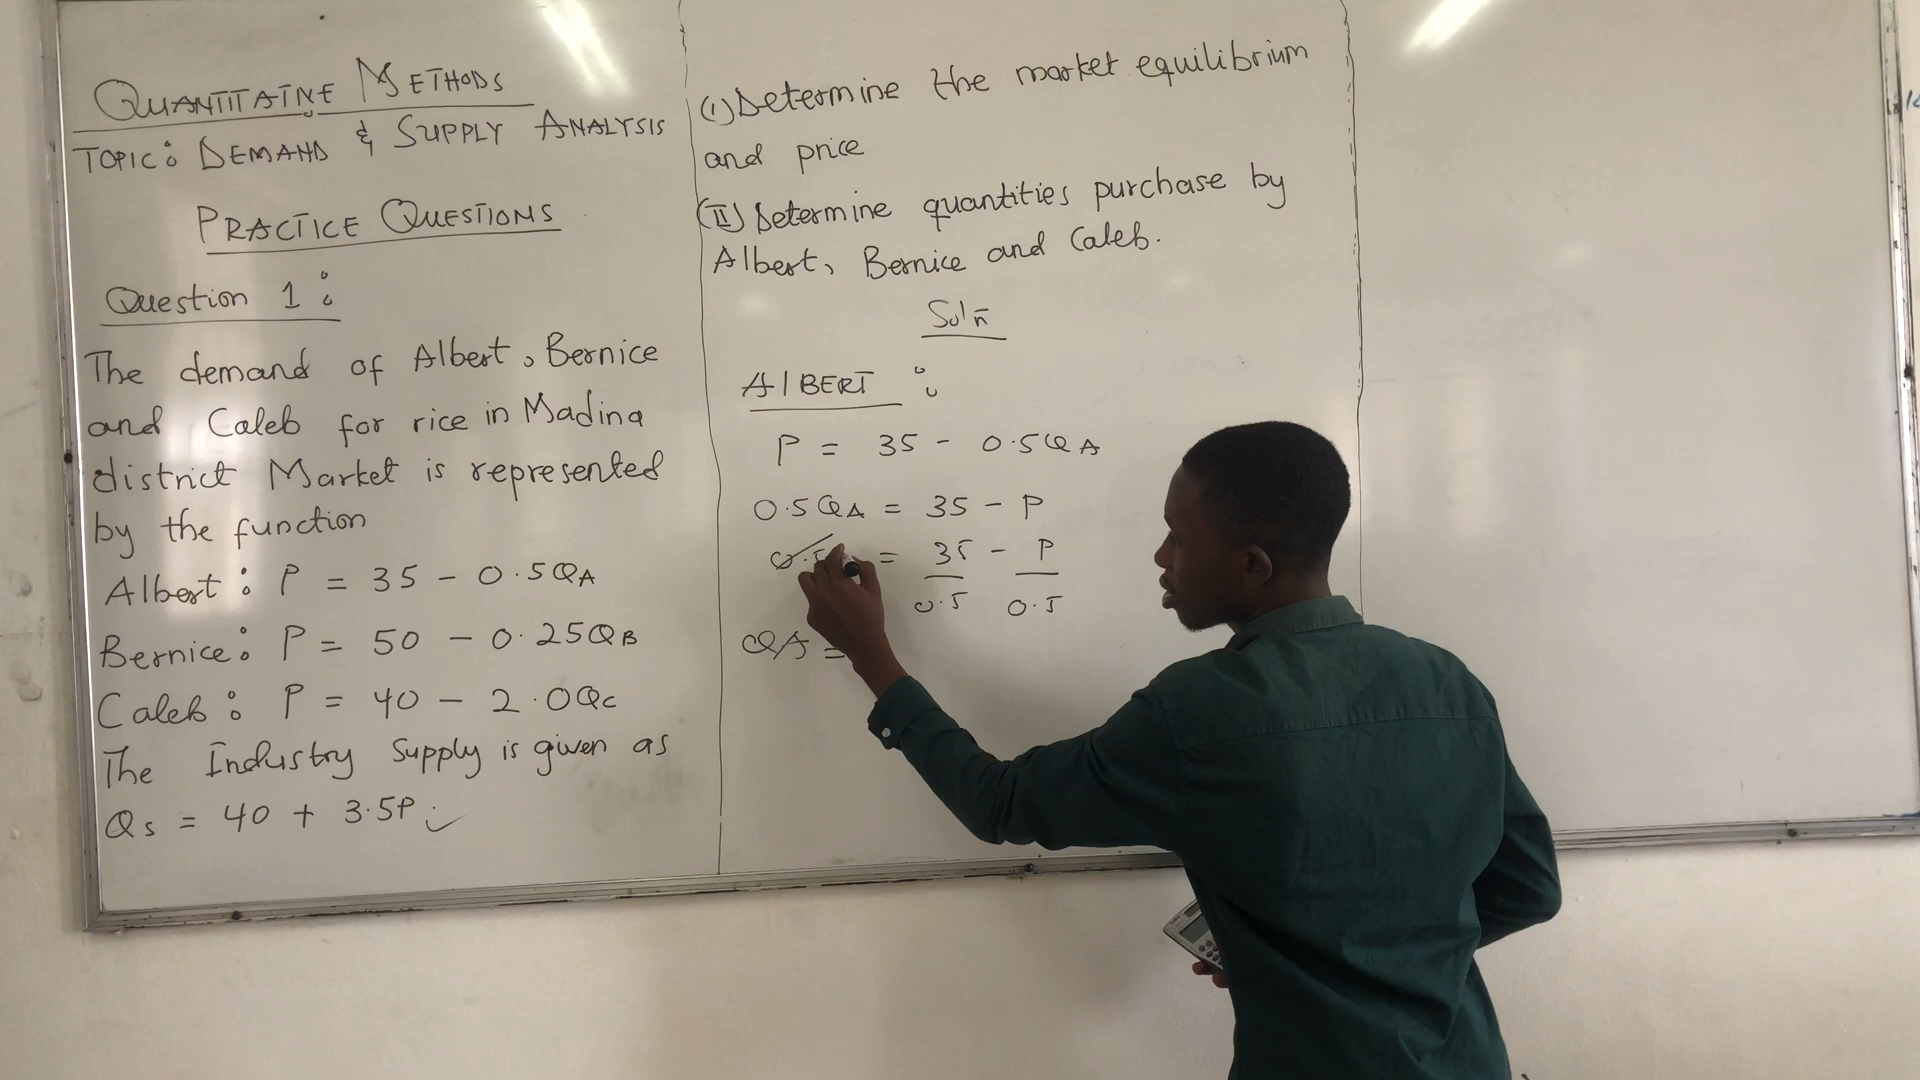 QUANTITATIVE METHODS
TOPIC: DEMAND & SUPPLY ANALYSIS
PRACTICE QUESTIONS
Question 1:
The demand of Albert, Bernice
and Caleb for rice in Madina
district Market is represented
by the function
Albert: P = 35 - 0.5QA
Bernice: P = 50 - 0.25QB
Caleb: P = 40 - 2.0Qc
The Industry Supply is given as
Qs = 40 + 3.5P
(I) Determine the market equilibrium
and price
(II) Determine quantities purchase by
Albert, Bernice and Caleb.
Soln
ALBERT:
P = 35 - 0.5QA
0.5QA = 35 - P
0.5 = 35 - P
0.5 0.5
QA =